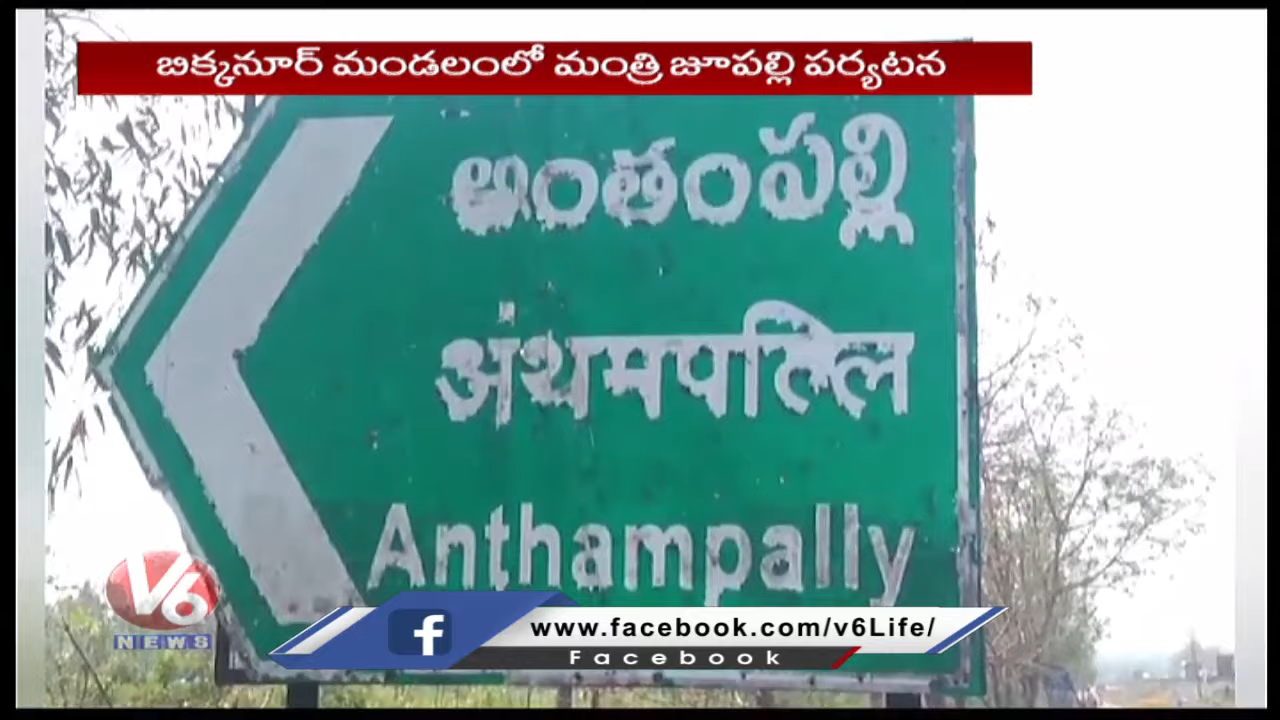 బిక్కనూర్ మండలంలో మంత్రి జూపల్లి పర్యటన
అంతంపల్లి
अंथमपल्लि
Anthampally
V6
NEWS
f
www.facebook.com/v6Life/
Facebook